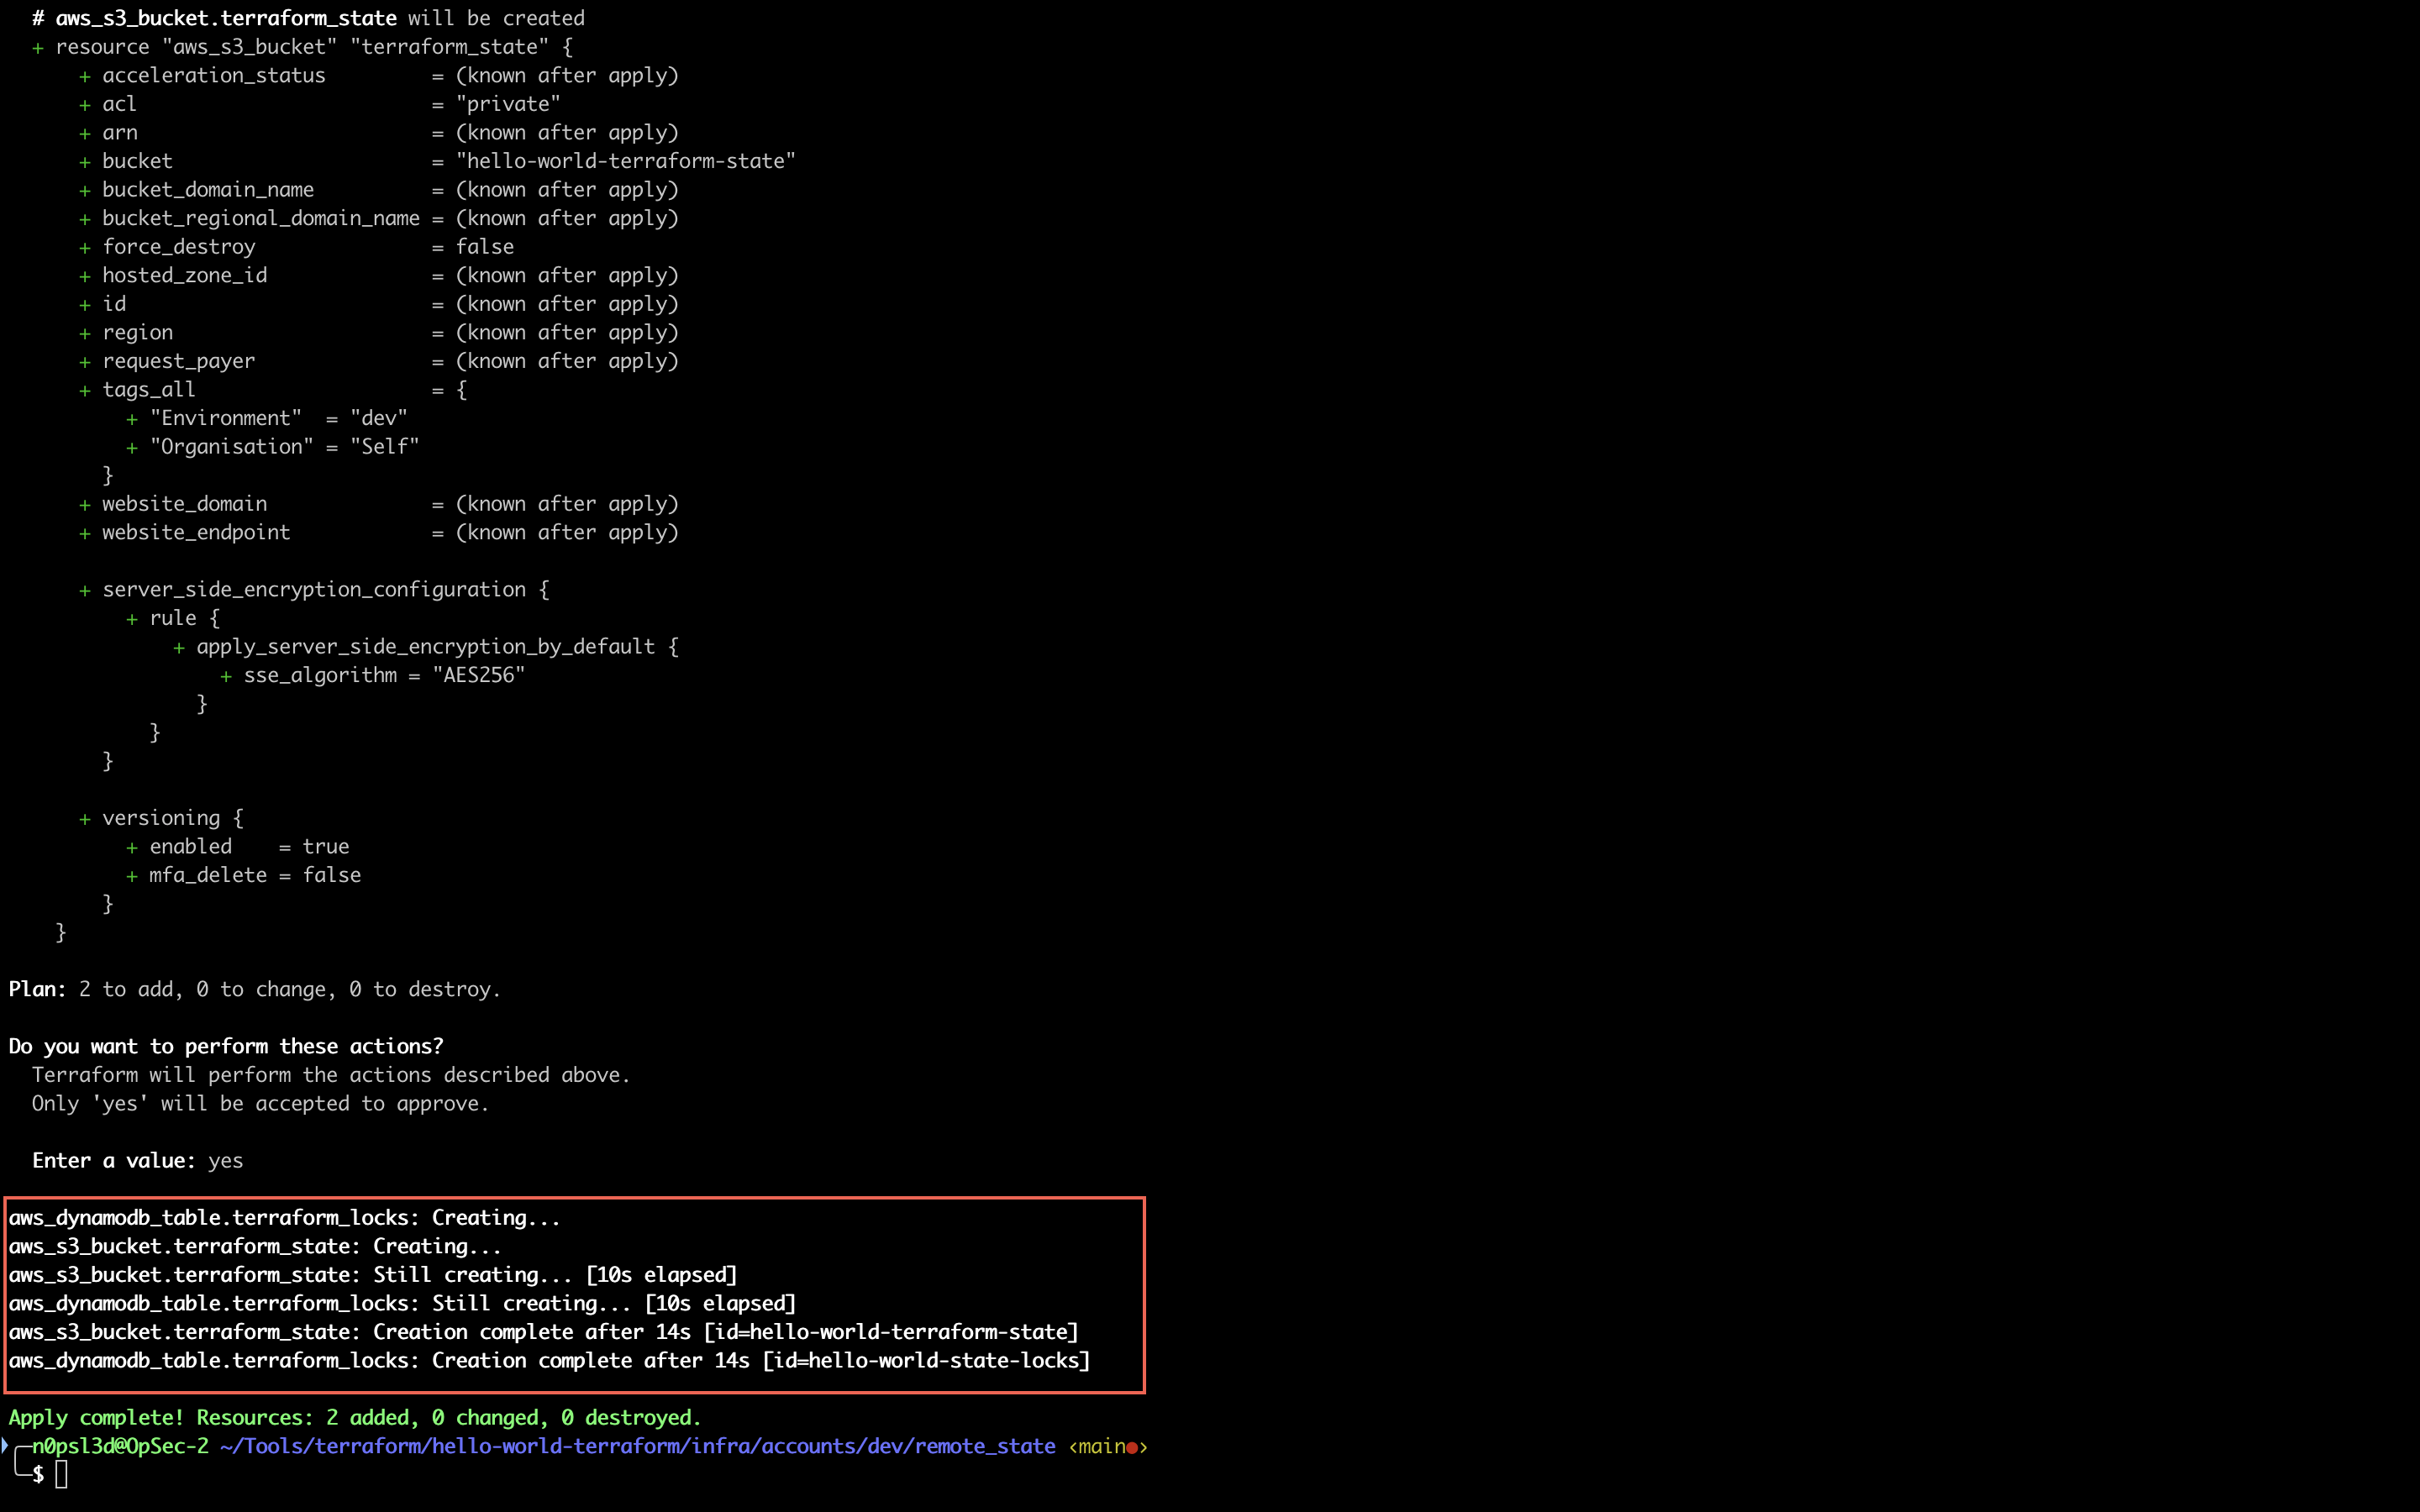 # aws_s3_bucket.terraform_state will be created
+ resource "aws_s3_bucket" "terraform_state" {
+ acceleration_status = (known after apply)
+ acl = "private"
+ arn = (known after apply)
+ bucket = "hello-world-terraform-state"
+ bucket_domain_name = (known after apply)
+ bucket_regional_domain_name = (known after apply)
+ force_destroy = false
+ hosted_zone_id = (known after apply)
+ id = (known after apply)
+ region = (known after apply)
+ request_payer = (known after apply)
+ tags_all = {
+ "Environment" = "dev"
+ "Organisation" = "Self"
}
+ website_domain = (known after apply)
+ website_endpoint = (known after apply)
+ server_side_encryption_configuration {
+ rule {
+ apply_server_side_encryption_by_default {
+ sse_algorithm = "AES256"
}
}
}
+ versioning {
+ enabled = true
+ mfa_delete = false
}
}
Plan: 2 to add, 0 to change, 0 to destroy.
Do you want to perform these actions?
Terraform will perform the actions described above.
Only 'yes' will be accepted to approve.
Enter a value: yes
aws_dynamodb_table.terraform_locks: Creating...
aws_s3_bucket.terraform_state: Creating...
aws_s3_bucket.terraform_state: Still creating... [10s elapsed]
aws_dynamodb_table.terraform_locks: Still creating... [10s elapsed]
aws_s3_bucket.terraform_state: Creation complete after 14s [id=hello-world-terraform-state]
aws_dynamodb_table.terraform_locks: Creation complete after 14s [id=hello-world-state-locks]
Apply complete! Resources: 2 added, 0 changed, 0 destroyed.
╭─n0psl3d@OpSec-2 ~/Tools/terraform/hello-world-terraform/infra/accounts/dev/remote_state ‹main●›
╰─$